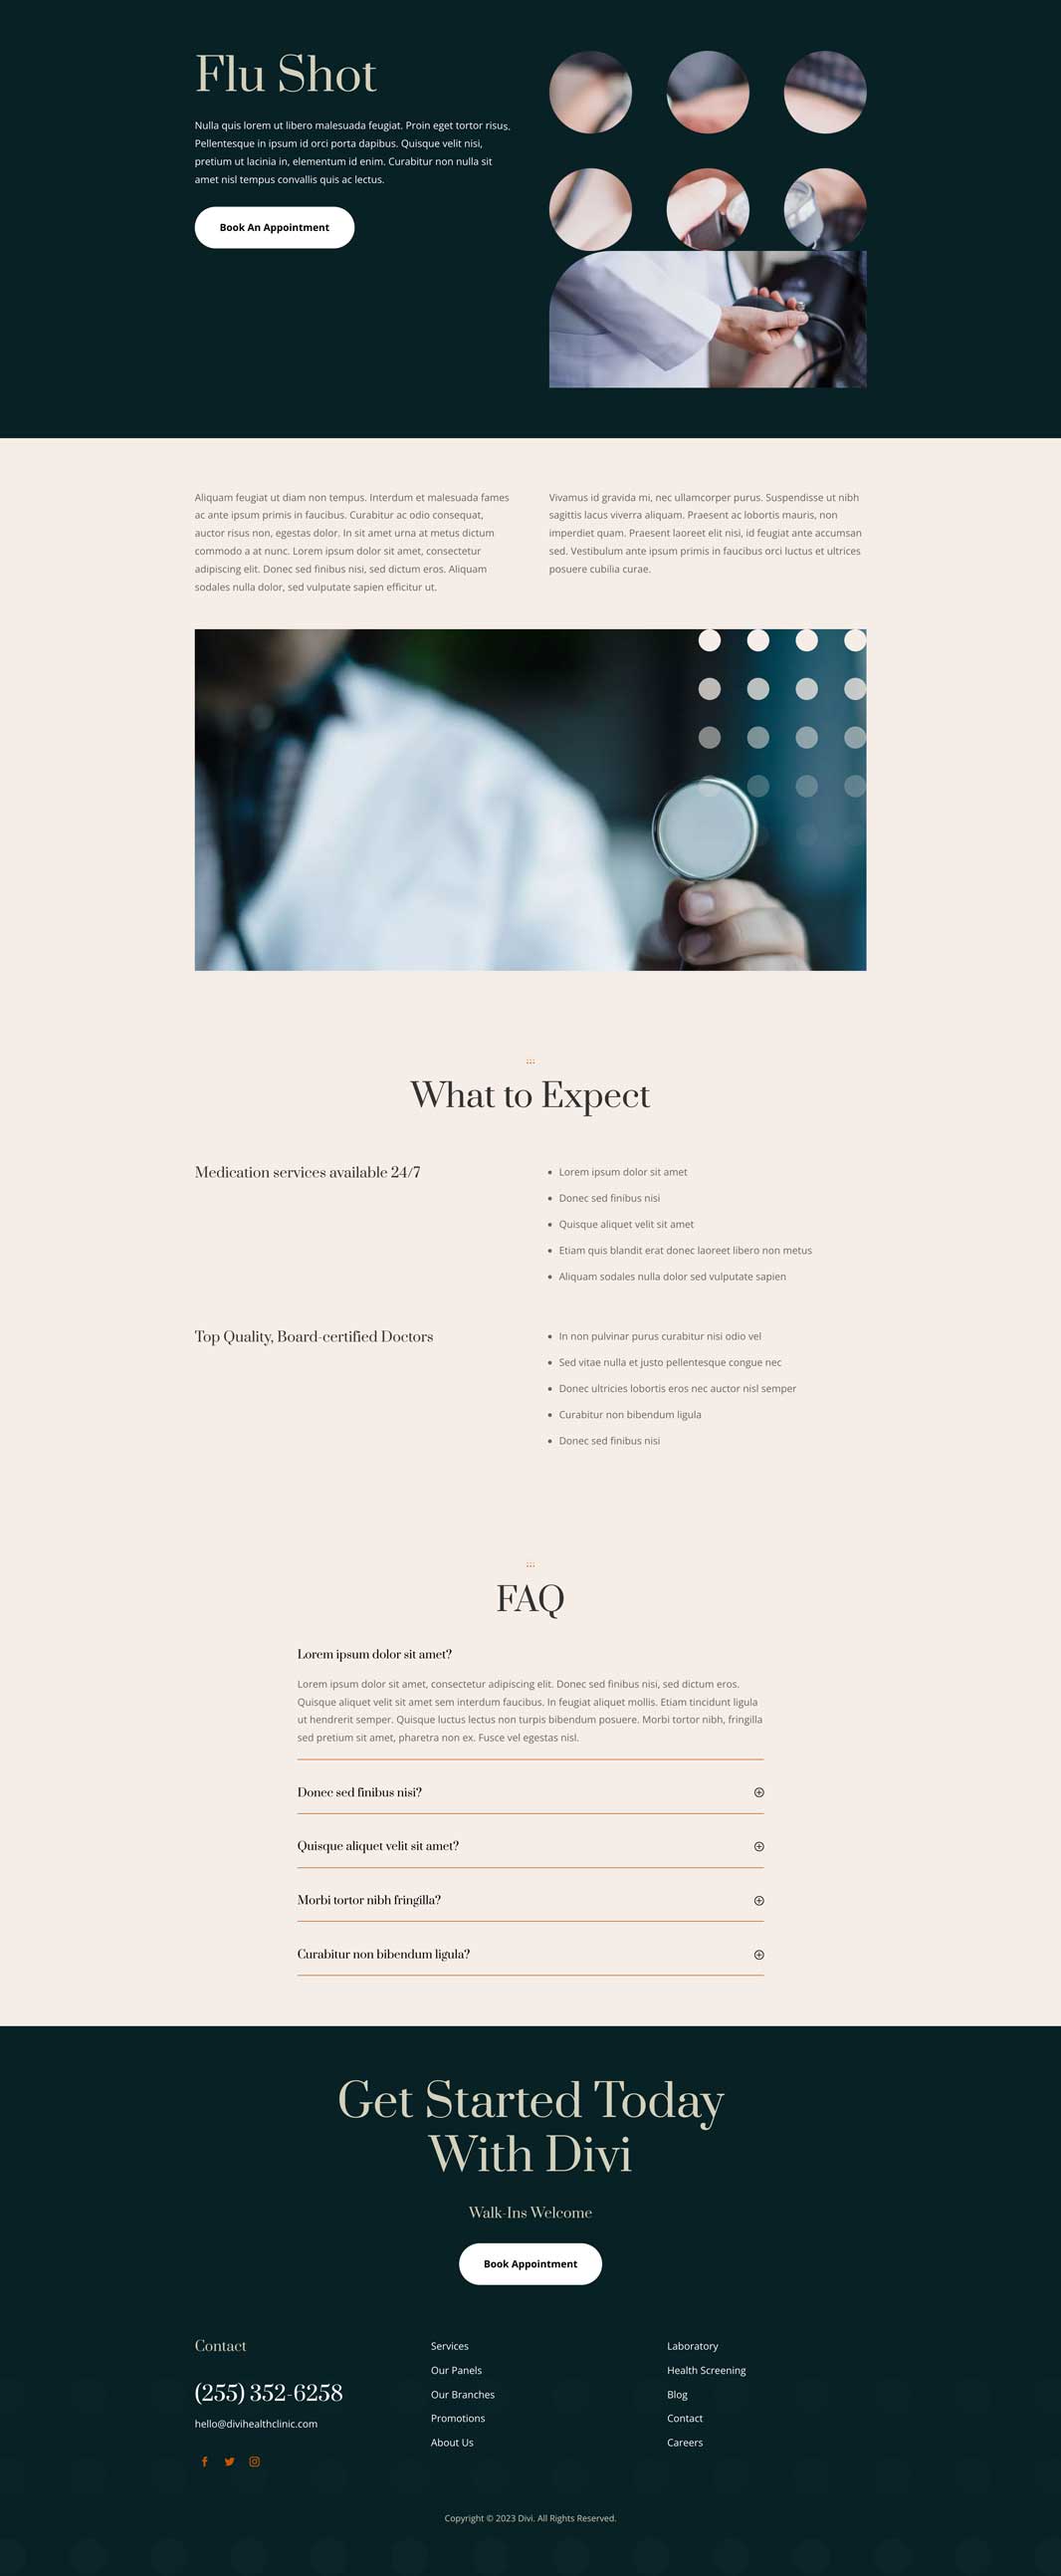 Flu Shot
Nulla quis lorem ut libero malesuada feugiat. Proin eget tortor risus.
Pellentesque in ipsum id orci porta dapibus. Quisque velit nisi,
pretium ut lacinia in, elementum id enim. Curabitur non nulla sit
amet nisl tempus convallis quis ac lectus.
Book An Appointment
Aliquam feugiat ut diam non tempus. Interdum et malesuada fames
ac ante ipsum primis in faucibus. Curabitur ac odio consequat,
auctor risus non, egestas dolor. In sit amet urna at metus dictum
commodo a at nunc. Lorem ipsum dolor sit amet, consectetur
adipiscing elit. Donec sed finibus nisi, sed dictum eros. Aliquam
sodales nulla dolor, sed vulputate sapien efficitur ut.
Vivamus id gravida mi, nec ullamcorper purus. Suspendisse ut nibh
sagittis lacus viverra aliquam. Praesent ac lobortis mauris, non
imperdiet quam. Praesent laoreet elit nisi, id feugiat ante accumsan
sed. Vestibulum ante ipsum primis in faucibus orci luctus et ultrices
posuere cubilia curae.
What to Expect
Medication services available 24/7
Lorem ipsum dolor sit amet
Donec sed finibus nisi
Quisque aliquet velit sit amet
Etiam quis blandit erat donec laoreet libero non metus
Aliquam sodales nulla dolor sed vulputate sapien
Top Quality, Board-certified Doctors
In non pulvinar purus curabitur nisi odio vel
Sed vitae nulla et justo pellentesque congue nec
Donec ultricies lobortis eros nec auctor nisl semper
Curabitur non bibendum ligula
Donec sed finibus nisi
FAQ
Lorem ipsum dolor sit amet?
Lorem ipsum dolor sit amet, consectetur adipiscing elit. Donec sed finibus nisi, sed dictum eros.
Quisque aliquet velit sit amet sem interdum faucibus. In feugiat aliquet mollis. Etiam tincidunt ligula
ut hendrerit semper. Quisque luctus lectus non turpis bibendum posuere. Morbi tortor nibh, fringilla
sed pretium sit amet, pharetra non ex. Fusce vel egestas nisl.
Donec sed finibus nisi?
Quisque aliquet velit sit amet?
Morbi tortor nibh fringilla?
Curabitur non bibendum ligula?
Get Started Today
With Divi
Walk-Ins Welcome
Book Appointment
Contact
(255) 352-6258
hello@divihealthclinic.com
Services
Our Panels
Our Branches
Promotions
About Us
Laboratory
Health Screening
Blog
Contact
Careers
Copyright © 2023 Divi. All Rights Reserved.